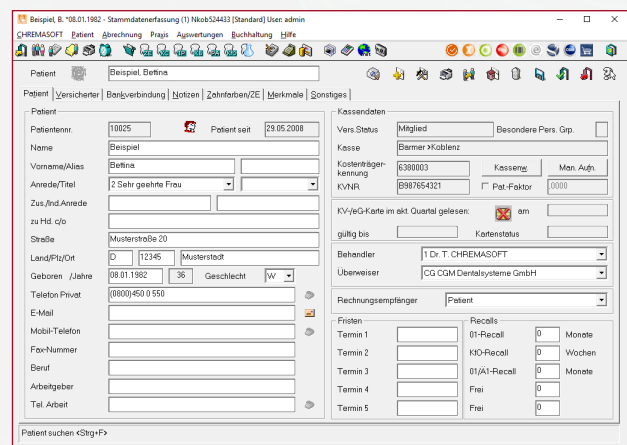 Beispiel, B. *08.01.1982 - Stammdatenerfassung (1) Nkob524433 [Standard] User: admin
CHREMASOFT Patient Abrechnung Praxis Auswertungen Buchhaltung Hilfe
Patient Beispiel, Bettina
Patient Versicherter Bankverbindung Notizen Zahnfarben/ZE Merkmale Sonstiges
Patient
Patientennr. 10025 Patient seit 29.05.2008
Name Beispiel
Vorname/Alias Bettina
Anrede/Titel 2 Sehr geehrte Frau
Zus./Ind.Anrede
zu Hd. c/o
Straße Musterstraße 20
Land/Plz/Ort D 12345 Musterstadt
Geboren /Jahre 08.01.1982 36 Geschlecht W
Telefon Privat (0800)450 0 550
E-Mail
Mobil-Telefon
Fax-Nummer
Beruf
Arbeitgeber
Tel. Arbeit
Kassendaten
Vers.Status Mitglied Besondere Pers. Grp.
Kasse Barmer >Koblenz
Kostenträger-
kennung 6380003 Kassenw. Man. Aufn.
KVNR B987654321 Pat-Faktor ,0000
KV-/eG-Karte im akt. Quartal gelesen: am
gültig bis Kartenstatus
Behandler 1 Dr. T. CHREMASOFT
Überweiser CG CGM Dentalsysteme GmbH
Rechnungsempfänger Patient
Fristen
Termin 1
Termin 2
Termin 3
Termin 4
Termin 5
Recalls
01-Recall 0 Monate
KfO-Recall 0 Wochen
01/Ä1-Recall 0 Monate
Frei 0
Frei 0
Patient suchen <Strg+F>